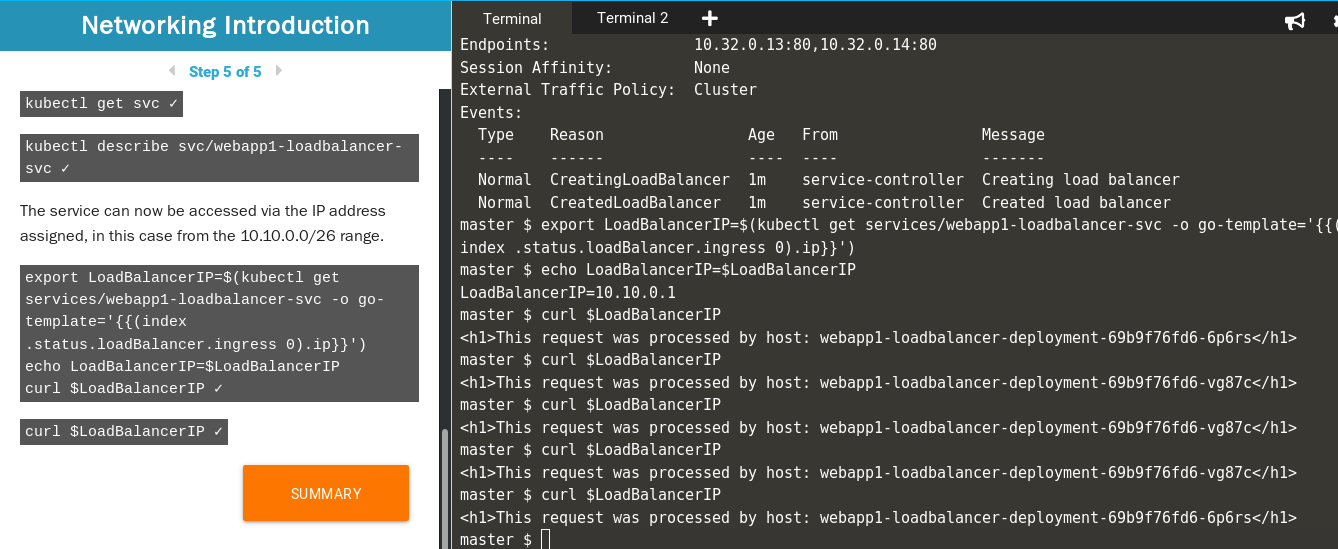 Networking Introduction
Step 5 of 5
kubectl get svc ✓
kubectl describe svc/webapp1-loadbalancer-
svc ✓
The service can now be accessed via the IP address
assigned, in this case from the 10.10.0.0/26 range.
export LoadBalancerIP=$(kubectl get
services/webapp1-loadbalancer-svc -o go-
template='{{(index
.status.loadBalancer.ingress 0).ip}}')
echo LoadBalancerIP=$LoadBalancerIP
curl $LoadBalancerIP ✓
curl $LoadBalancerIP ✓
SUMMARY
Terminal
Terminal 2
Endpoints:                10.32.0.13:80,10.32.0.14:80
Session Affinity:         None
External Traffic Policy:  Cluster
Events:
  Type    Reason                Age   From                Message
  ----    ------                ----  ----                -------
  Normal  CreatingLoadBalancer  1m    service-controller  Creating load balancer
  Normal  CreatedLoadBalancer   1m    service-controller  Created load balancer
master $ export LoadBalancerIP=$(kubectl get services/webapp1-loadbalancer-svc -o go-template='{{(
index .status.loadBalancer.ingress 0).ip}}')
master $ echo LoadBalancerIP=$LoadBalancerIP
LoadBalancerIP=10.10.0.1
master $ curl $LoadBalancerIP
<h1>This request was processed by host: webapp1-loadbalancer-deployment-69b9f76fd6-6p6rs</h1>
master $ curl $LoadBalancerIP
<h1>This request was processed by host: webapp1-loadbalancer-deployment-69b9f76fd6-vg87c</h1>
master $ curl $LoadBalancerIP
<h1>This request was processed by host: webapp1-loadbalancer-deployment-69b9f76fd6-vg87c</h1>
master $ curl $LoadBalancerIP
<h1>This request was processed by host: webapp1-loadbalancer-deployment-69b9f76fd6-vg87c</h1>
master $ curl $LoadBalancerIP
<h1>This request was processed by host: webapp1-loadbalancer-deployment-69b9f76fd6-6p6rs</h1>
master $